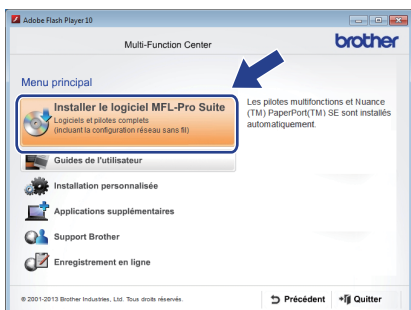 Adobe Flash Player 10
Multi-Function Center
brother
Menu principal
Installer le logiciel MFL-Pro Suite
Logiciels et pilotes complets
(incluant la configuration réseau sans fil)
Les pilotes multifonctions et Nuance
(TM) PaperPort(TM) SE sont installés
automatiquement.
Guides de l'utilisateur
Installation personnalisée
Applications supplémentaires
Support Brother
Enregistrement en ligne
© 2001-2013 Brother Industries, Ltd. Tous droits réservés.
Précédent
Quitter